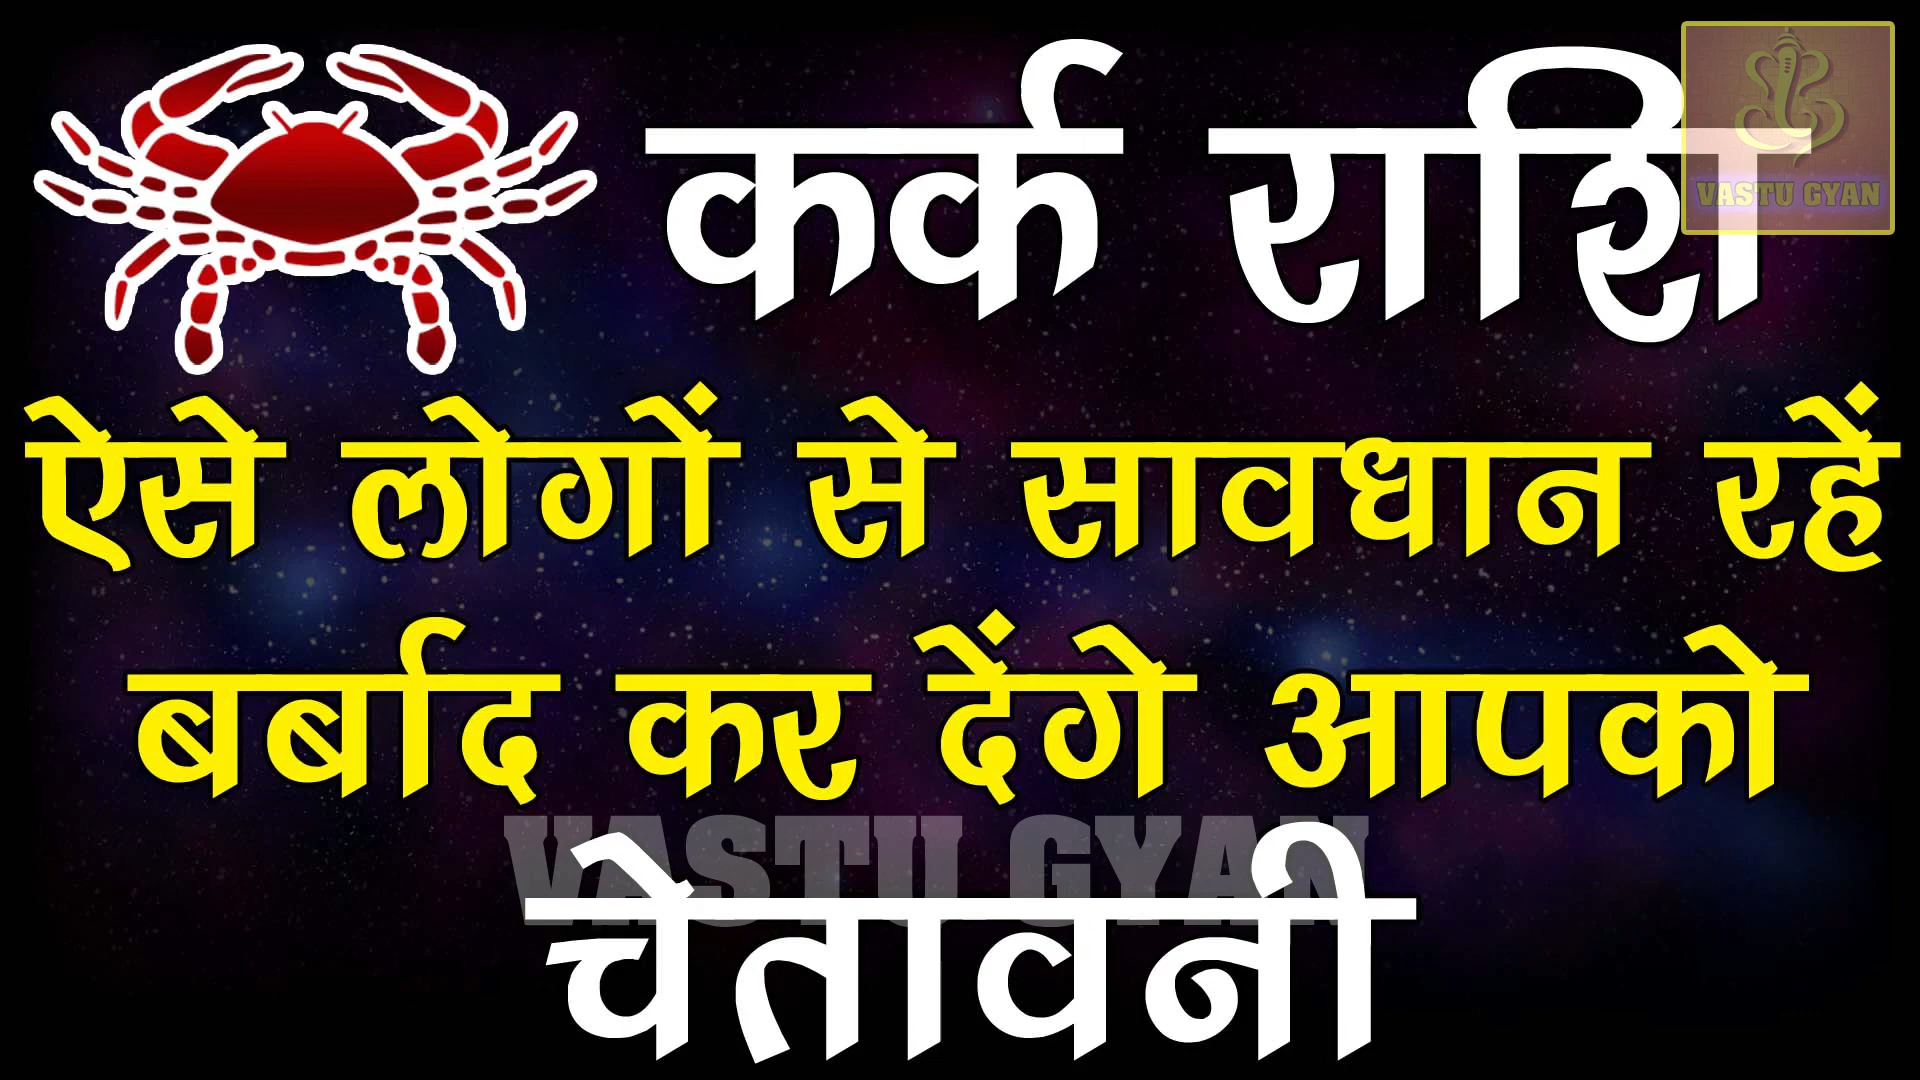 कर्क राशि
VASTU GYAN
ऐसे लोगों से सावधान रहें
बर्बाद कर देंगे आपको
VASTU GYAN
चेतावनी